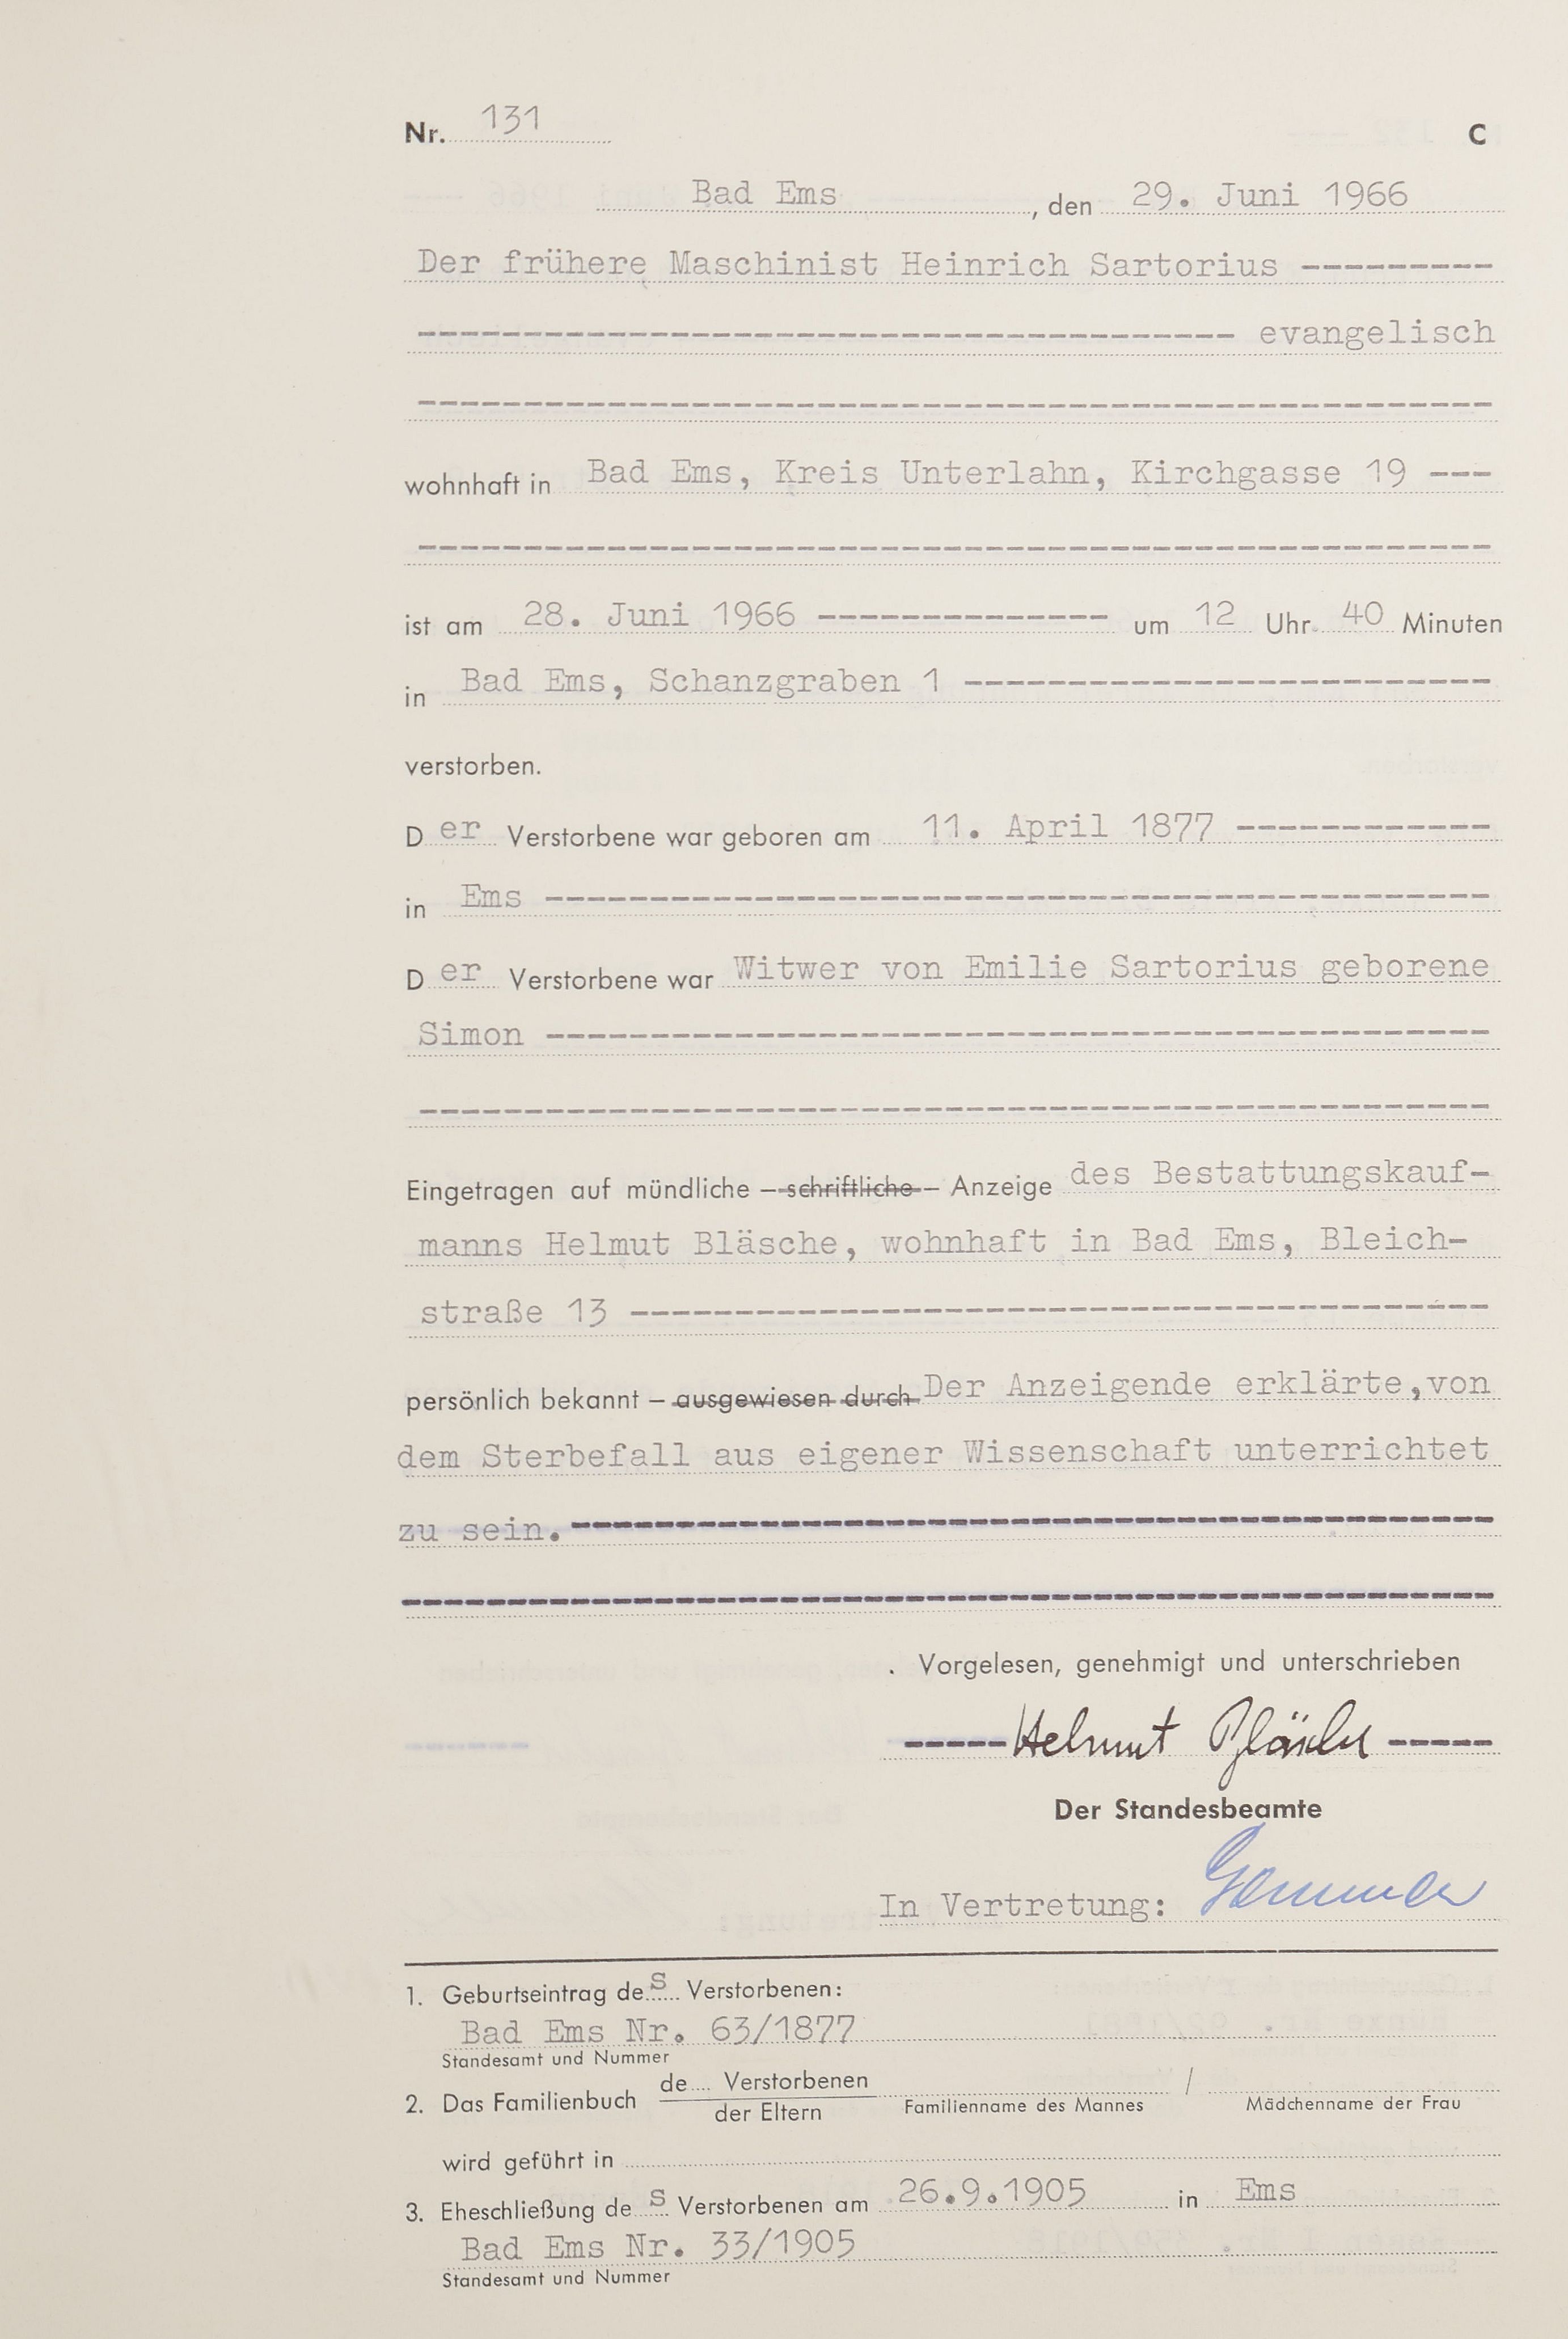 Nr. 131 C
Bad Ems, den 29. Juni 1966
Der frühere Maschinist Heinrich Sartorius ---------
--------------------------------------- evangelisch
---------------------------------------------------
wohnhaft in Bad Ems, Kreis Unterlahn, Kirchgasse 19 ---
---------------------------------------------------
ist am 28. Juni 1966 -------------- um 12 Uhr 40 Minuten
in Bad Ems, Schanzgraben 1 -------------------------
verstorben.
Der Verstorbene war geboren am 11. April 1877 ------------
in Ems ---------------------------------------------
Der Verstorbene war Witwer von Emilie Sartorius geborene
Simon ---------------------------------------------
---------------------------------------------------
Eingetragen auf mündliche – schriftliche – Anzeige des Bestattungskauf-
manns Helmut Bläsche, wohnhaft in Bad Ems, Bleich-
straße 13 -----------------------------------------
persönlich bekannt – ausgewiesen durch Der Anzeigende erklärte, von
dem Sterbefall aus eigener Wissenschaft unterrichtet
zu sein. --------------------------------------------
----------------------------------------------------
. Vorgelesen, genehmigt und unterschrieben
----- Helmut Bläsche -----
Der Standesbeamte
In Vertretung:
1. Geburtseintrag des Verstorbenen:
Bad Ems Nr. 63/1877
Standesamt und Nummer
2. Das Familienbuch de.... Verstorbenen /
der Eltern Familienname des Mannes Mädchenname der Frau
wird geführt in
3. Eheschließung des Verstorbenen am 26.9.1905 in Ems
Bad Ems Nr. 33/1905
Standesamt und Nummer